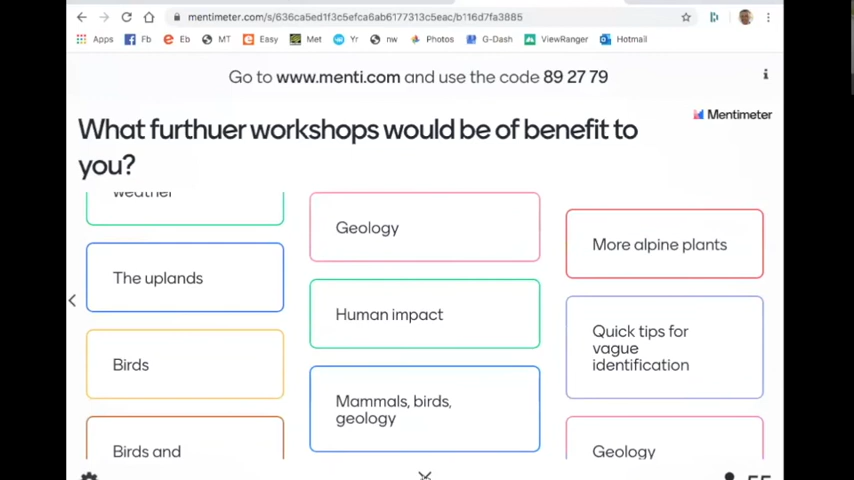 mentimeter.com/s/636ca5ed1f3c5efca6ab6177313c5eac/b116d7fa3885
Apps Fb Eb MT Easy Met Yr nw Photos G-Dash ViewRanger Hotmail
Go to www.menti.com and use the code 89 27 79
Mentimeter
What furthuer workshops would be of benefit to
you?
weather
The uplands
Birds
Birds and
Geology
Human impact
Mammals, birds,
geology
More alpine plants
Quick tips for
vague
identification
Geology
55